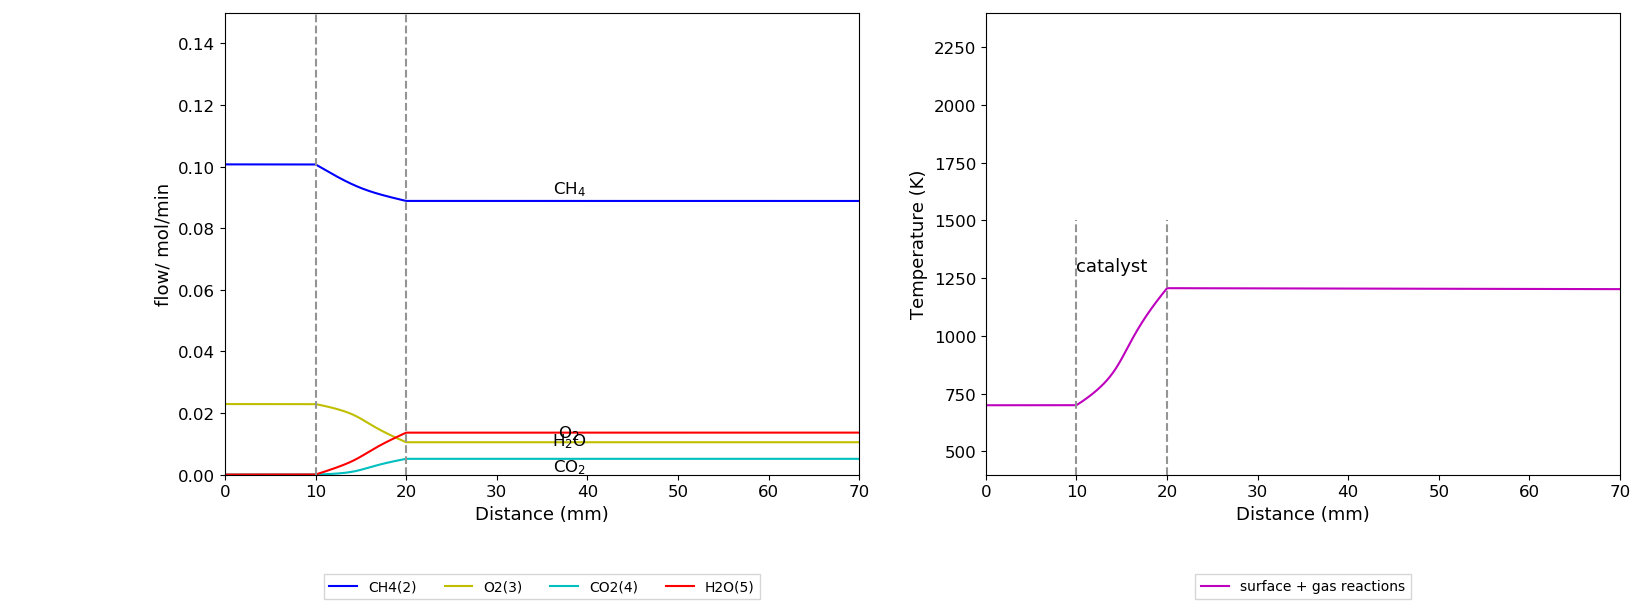 0.14
0.12
0.10
0.08
0.06
0.04
0.02
0.00
flow/ mol/min
CH₄
O₂
H₂O
CO₂
0 10 20 30 40 50 60 70
Distance (mm)
CH4(2) O2(3) CO2(4) H2O(5)
2250
2000
1750
1500
1250
1000
750
500
Temperature (K)
catalyst
0 10 20 30 40 50 60 70
Distance (mm)
surface + gas reactions